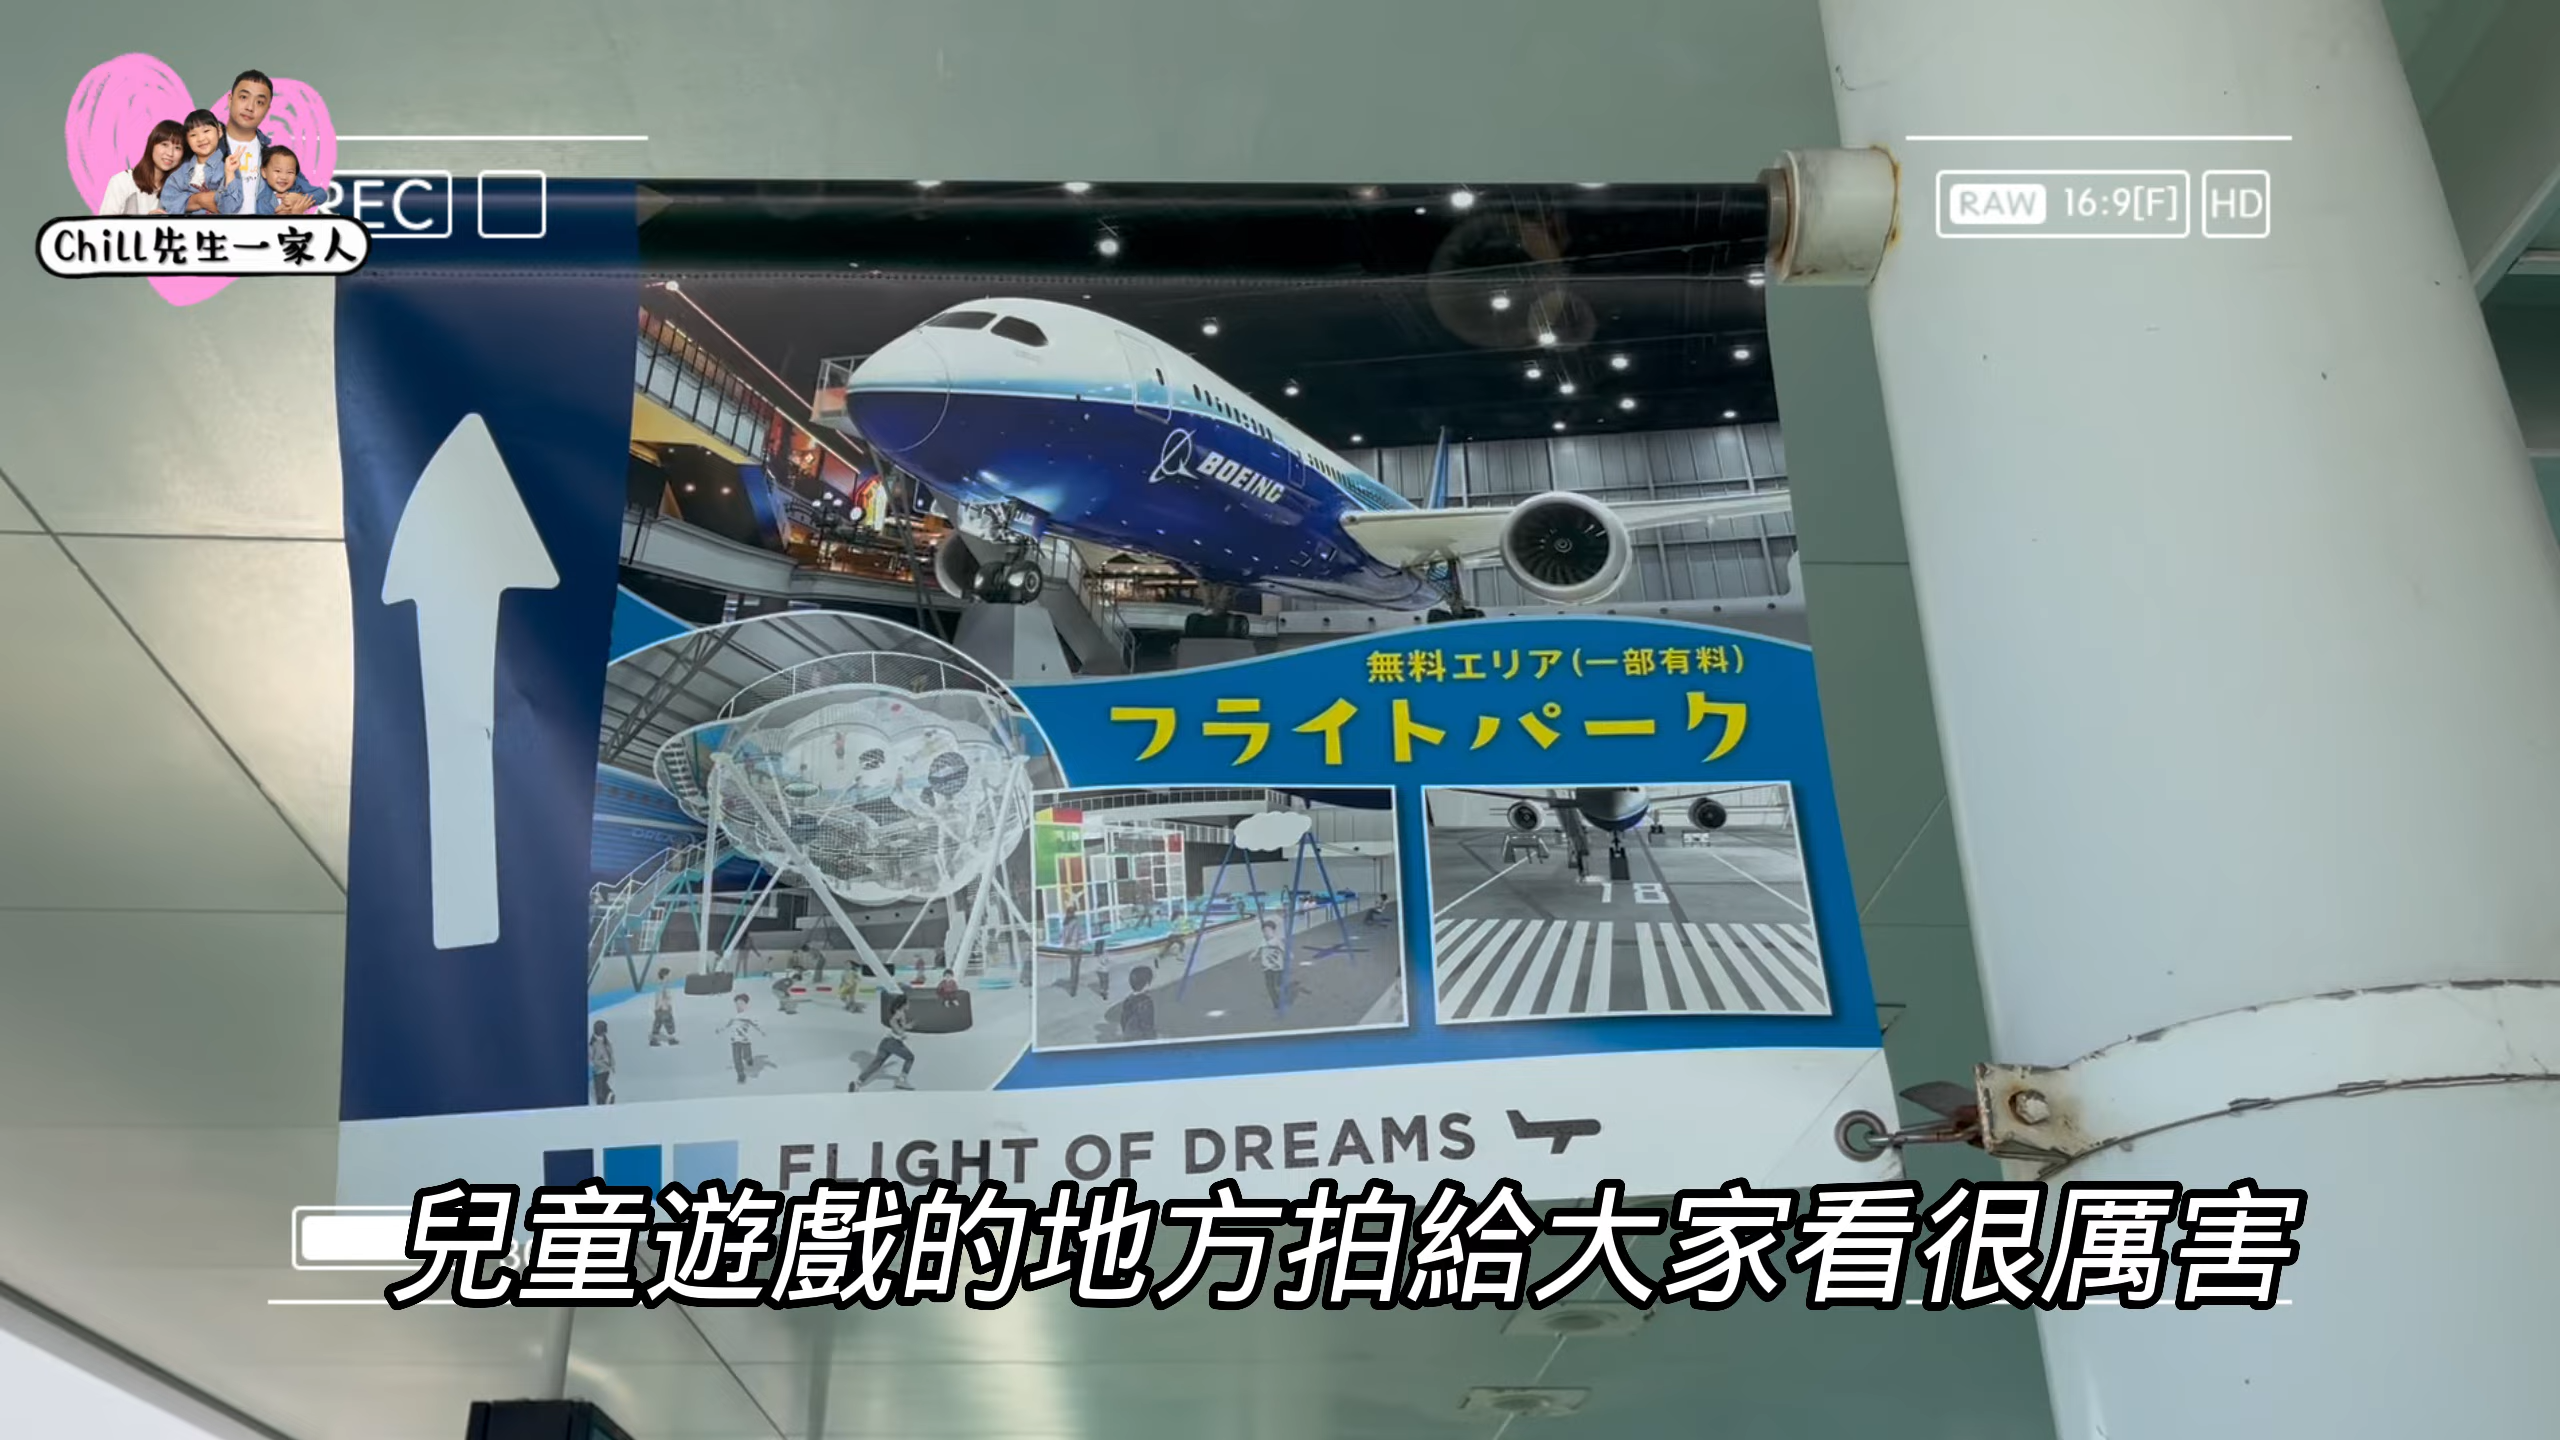 Chill先生一家人
REC
RAW 16:9[F] HD
BOEING
無料エリア(一部有料)
フライトパーク
18
FLIGHT OF DREAMS
兒童遊戲的地方拍給大家看很厲害